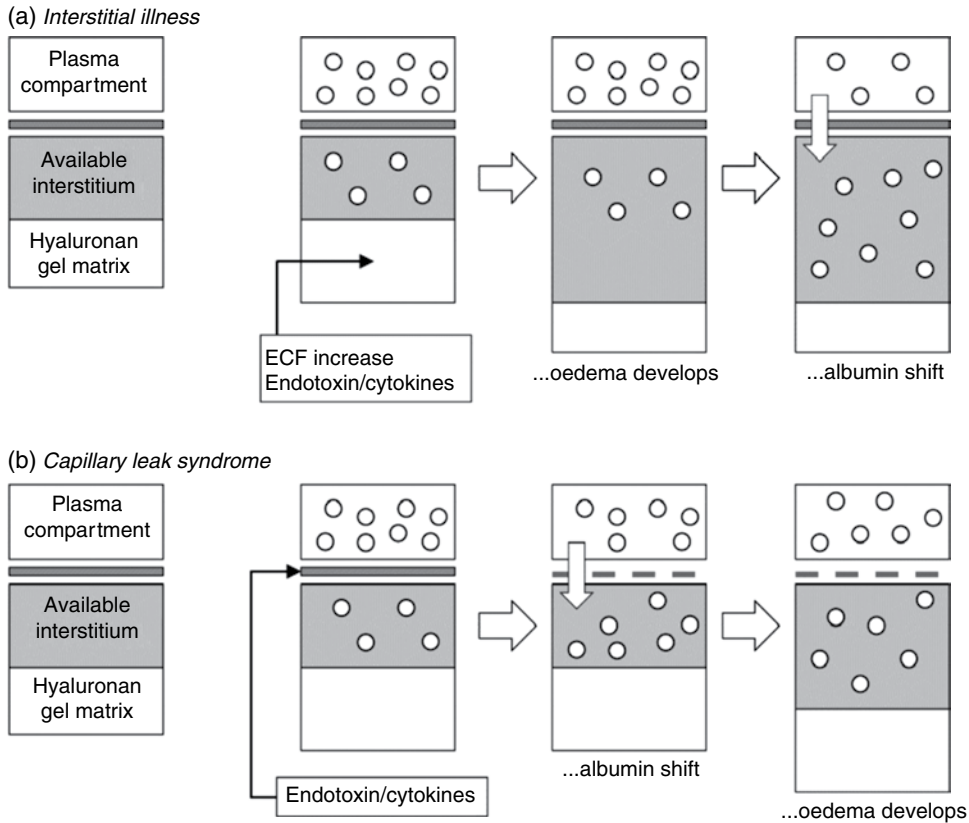 (a) Interstitial illness
Plasma
compartment
Available
interstitium
Hyaluronan
gel matrix
ECF increase
Endotoxin/cytokines
...oedema develops
...albumin shift
(b) Capillary leak syndrome
Plasma
compartment
Available
interstitium
Hyaluronan
gel matrix
Endotoxin/cytokines
...albumin shift
...oedema develops